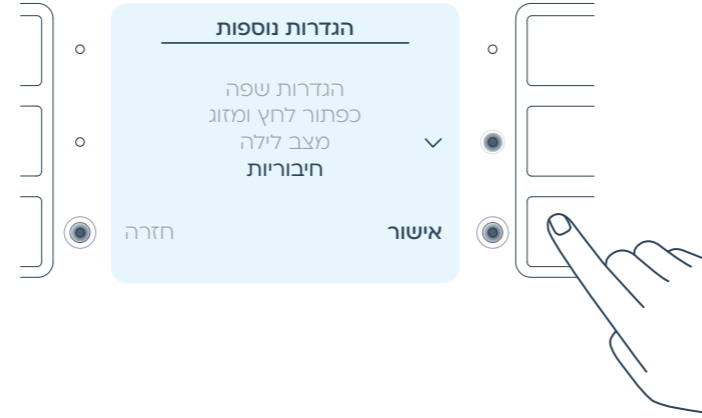 הגדרות נוספות
הגדרות שפה
כפתור לחץ ומזוג
מצב לילה
חיבוריות
אישור
חזרה